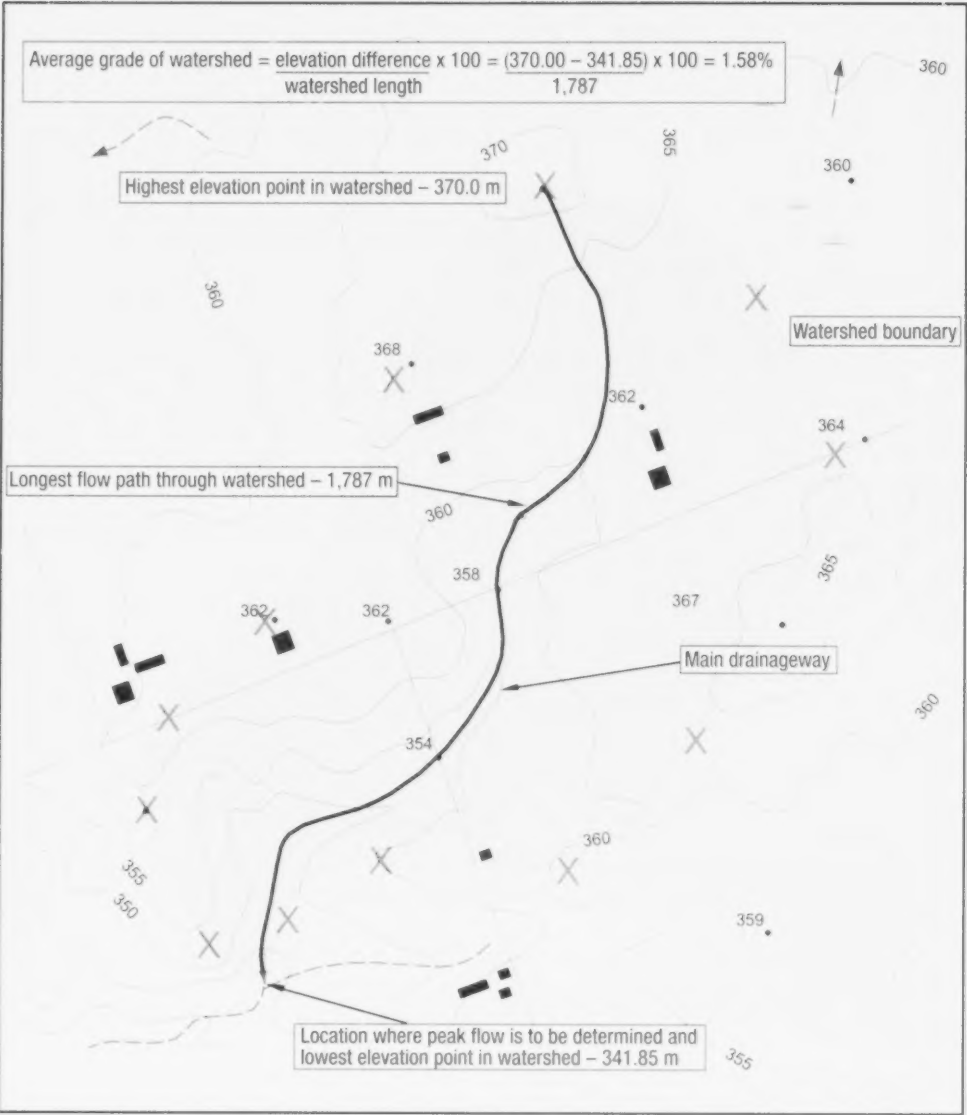 Average grade of watershed = elevation difference x 100 = (370.00 – 341.85) x 100 = 1.58%
watershed length 1,787
360
370
365
360
Highest elevation point in watershed – 370.0 m
360
Watershed boundary
368
362
364
Longest flow path through watershed – 1,787 m
360
358
365
367
362
362
Main drainageway
360
354
360
355
350
359
Location where peak flow is to be determined and
lowest elevation point in watershed – 341.85 m
355